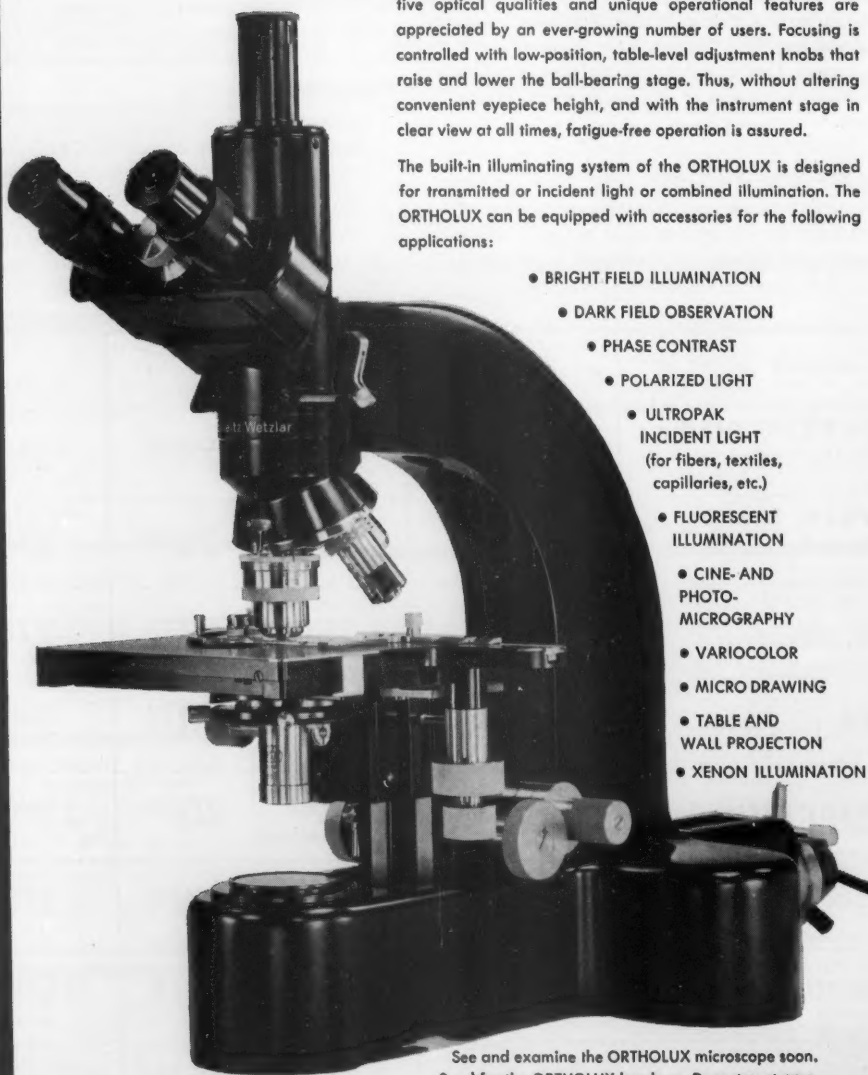 tive optical qualities and unique operational features are
appreciated by an ever-growing number of users. Focusing is
controlled with low-position, table-level adjustment knobs that
raise and lower the ball-bearing stage. Thus, without altering
convenient eyepiece height, and with the instrument stage in
clear view at all times, fatigue-free operation is assured.
The built-in illuminating system of the ORTHOLUX is designed
for transmitted or incident light or combined illumination. The
ORTHOLUX can be equipped with accessories for the following
applications:
● BRIGHT FIELD ILLUMINATION
● DARK FIELD OBSERVATION
● PHASE CONTRAST
● POLARIZED LIGHT
● ULTROPAK
INCIDENT LIGHT
(for fibers, textiles,
capillaries, etc.)
● FLUORESCENT
ILLUMINATION
● CINE- AND
PHOTO-
MICROGRAPHY
● VARIOCOLOR
● MICRO DRAWING
● TABLE AND
WALL PROJECTION
● XENON ILLUMINATION
Wetzlar
See and examine the ORTHOLUX microscope soon.